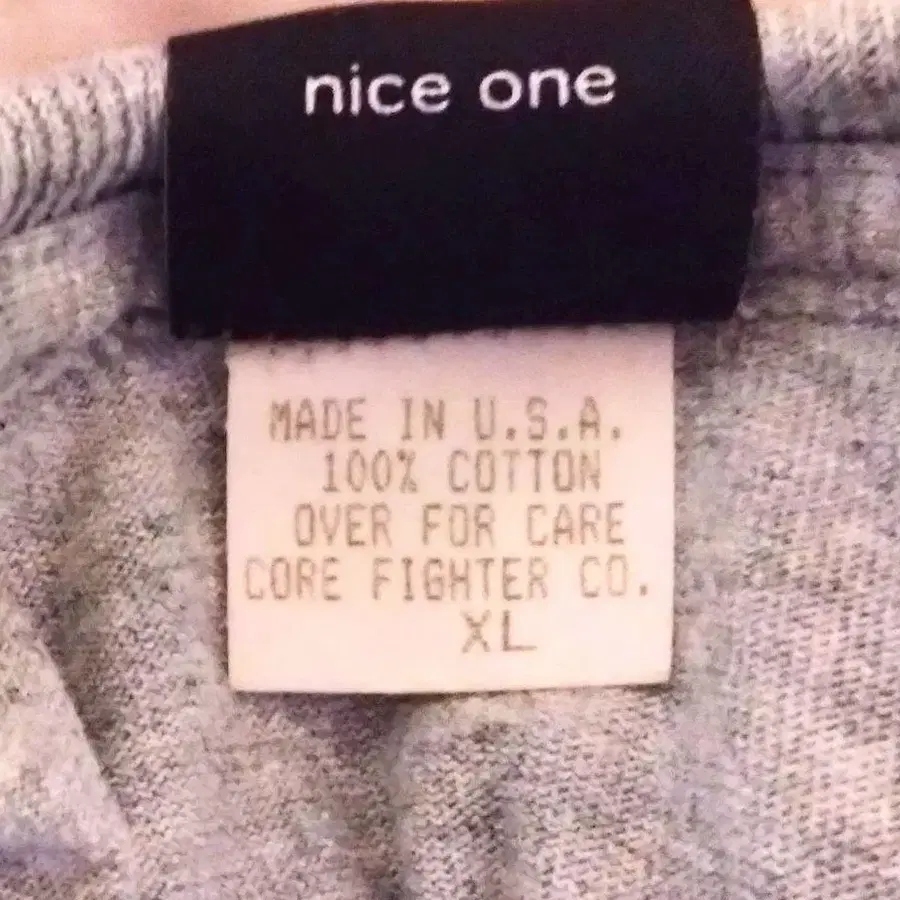 nice one
MADE IN U.S.A.
100% COTTON
OVER FOR CARE
CORE FIGHTER CO.
XL